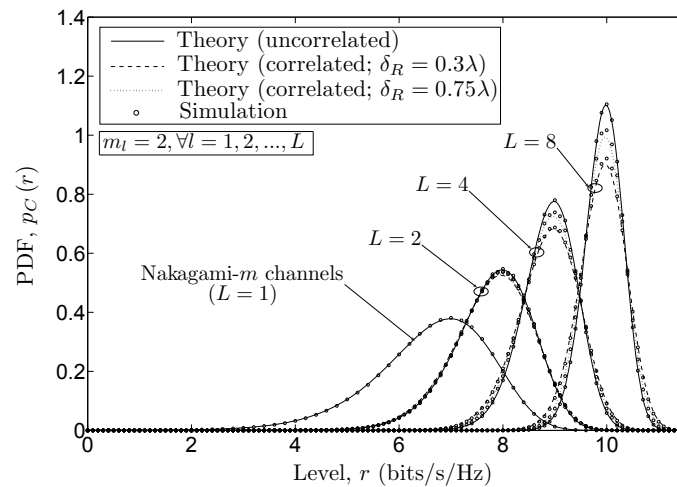 1.4
1.2
1
0.8
0.6
0.4
0.2
0
PDF, p_C (r)
Theory (uncorrelated)
Theory (correlated; δ_R = 0.3λ)
Theory (correlated; δ_R = 0.75λ)
Simulation
m_l = 2, ∀l = 1, 2, ..., L
L = 8
L = 4
L = 2
Nakagami-m channels
(L = 1)
0 2 4 6 8 10
Level, r (bits/s/Hz)